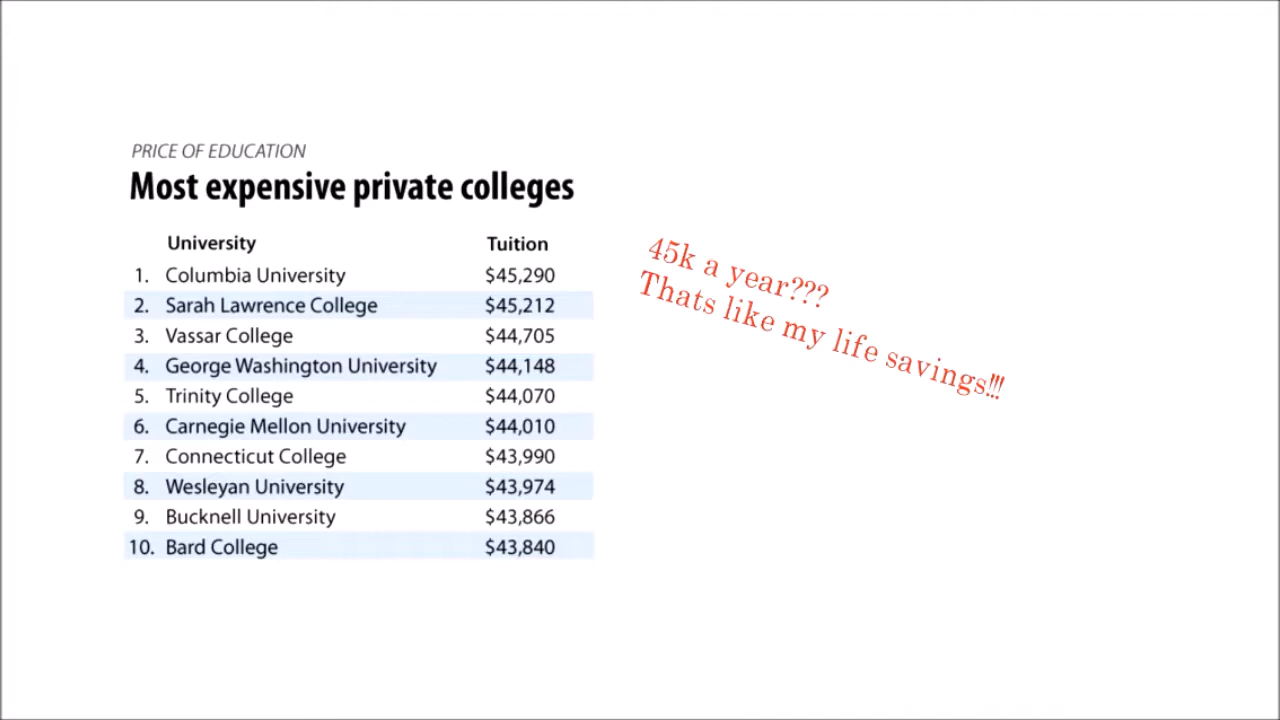 PRICE OF EDUCATION
Most expensive private colleges
University Tuition
1. Columbia University $45,290
2. Sarah Lawrence College $45,212
3. Vassar College $44,705
4. George Washington University $44,148
5. Trinity College $44,070
6. Carnegie Mellon University $44,010
7. Connecticut College $43,990
8. Wesleyan University $43,974
9. Bucknell University $43,866
10. Bard College $43,840
45k a year???
Thats like my life savings!!!